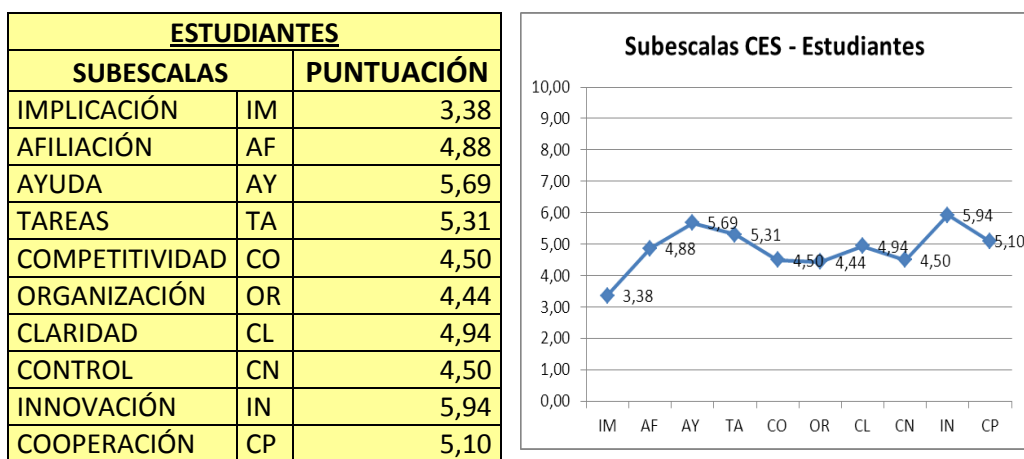 ESTUDIANTES
SUBESCALAS PUNTUACIÓN
IMPLICACIÓN IM 3,38
AFILIACIÓN AF 4,88
AYUDA AY 5,69
TAREAS TA 5,31
COMPETITIVIDAD CO 4,50
ORGANIZACIÓN OR 4,44
CLARIDAD CL 4,94
CONTROL CN 4,50
INNOVACIÓN IN 5,94
COOPERACIÓN CP 5,10
Subescalas CES - Estudiantes
10,00
9,00
8,00
7,00
6,00
5,00
4,00
3,00
2,00
1,00
0,00
3,38 4,88 5,69 5,31 4,50 4,44 4,94 4,50 5,94 5,10
IM AF AY TA CO OR CL CN IN CP